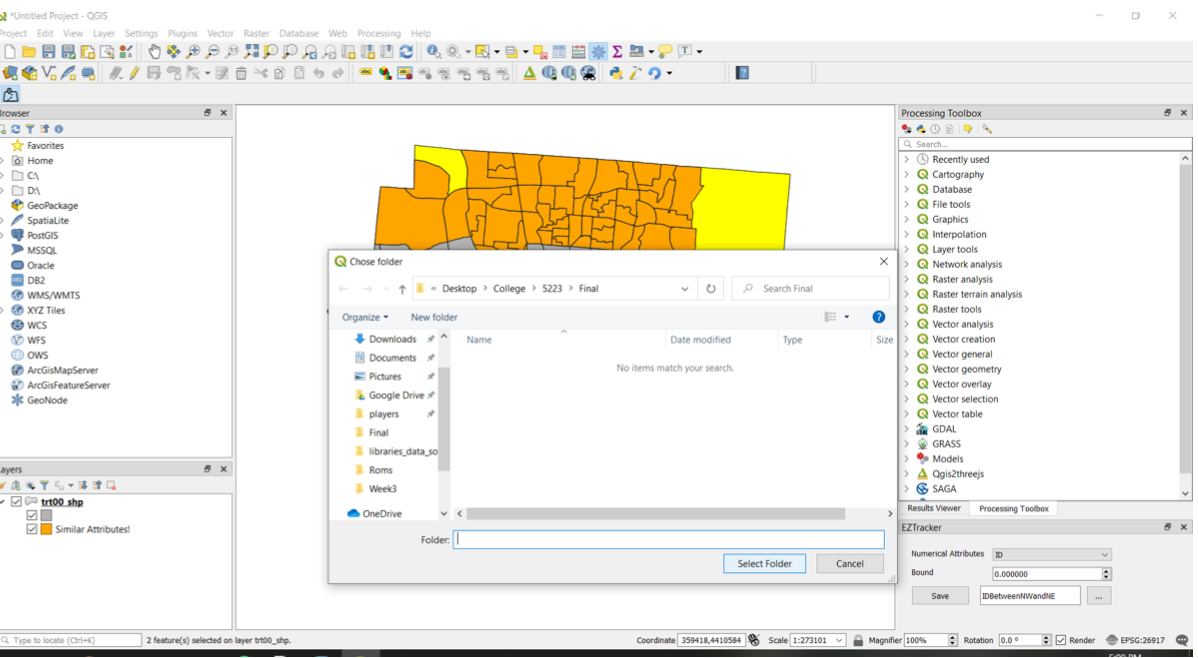 *Untitled Project - QGIS
Project Edit View Layer Settings Plugins Vector Raster Database Web Processing Help
Browser
Favorites
Home
C:\
D:\
GeoPackage
SpatiaLite
PostGIS
MSSQL
Oracle
DB2
WMS/WMTS
XYZ Tiles
WCS
WFS
OWS
ArcGisMapServer
ArcGisFeatureServer
GeoNode
Layers
trt00_shp
Similar Attributes!
Chose folder
« Desktop > College > 5223 > Final
Search Final
Organize
New folder
Downloads
Documents
Pictures
Google Drive
players
Final
libraries_data_so
Roms
Week3
OneDrive
Name
Date modified
Type
Size
No items match your search.
Folder:
Select Folder
Cancel
Processing Toolbox
Search...
Recently used
Cartography
Database
File tools
Graphics
Interpolation
Layer tools
Network analysis
Raster analysis
Raster terrain analysis
Raster tools
Vector analysis
Vector creation
Vector general
Vector geometry
Vector overlay
Vector selection
Vector table
GDAL
GRASS
Models
Qgis2threejs
SAGA
Results Viewer
Processing Toolbox
EZTracker
Numerical Attributes
ID
Bound
0.000000
Save
IDBetweenNWandNE
...
Type to locate (Ctrl+K)
2 feature(s) selected on layer trt00_shp.
Coordinate
359418,4410584
Scale
1:273101
Magnifier
100%
Rotation
0.0 °
Render
EPSG:26917